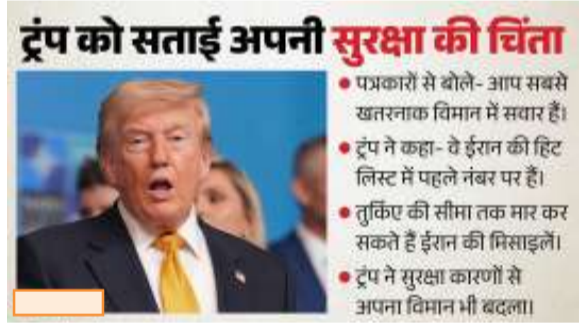 ट्रंप को सताई अपनी सुरक्षा की चिंता
• पत्रकारों से बोले- आप सबसे
खतरनाक विमान में सवार हैं।
• ट्रंप ने कहा- वे ईरान की हिट
लिस्ट में पहले नंबर पर हैं।
• तुर्किए की सीमा तक मार कर
सकते हैं ईरान की मिसाइलें।
• ट्रंप ने सुरक्षा कारणों से
अपना विमान भी बदला।